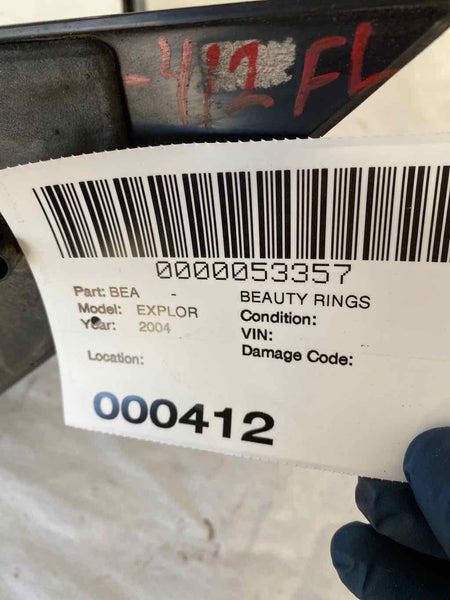 -412 FL
0000053357
Part: BEA - BEAUTY RINGS
Model: EXPLOR Condition:
Year: 2004 VIN:
Location: Damage Code:
000412